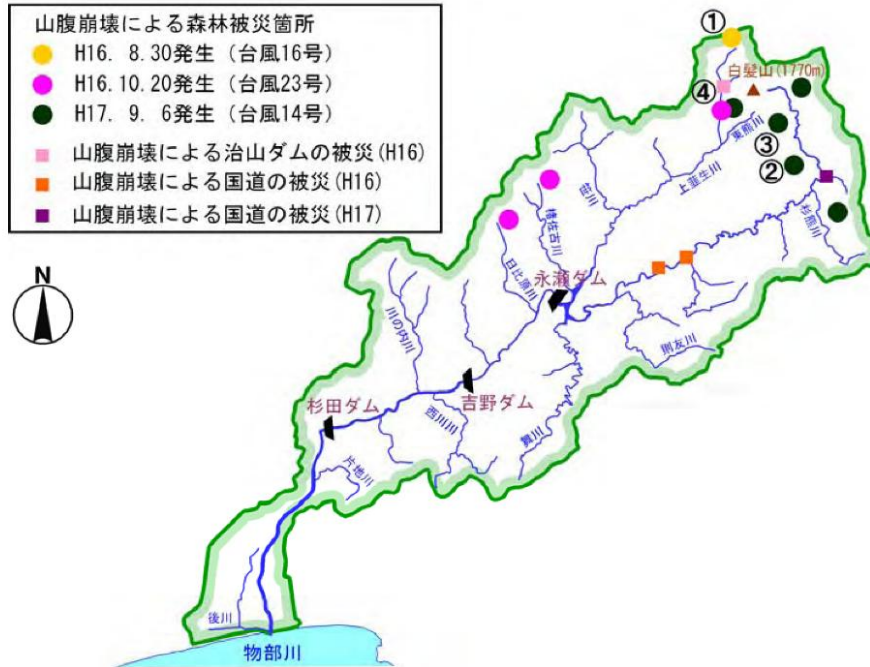 山腹崩壊による森林被災箇所
H16. 8.30発生 (台風16号)
H16.10.20発生 (台風23号)
H17. 9. 6発生 (台風14号)
山腹崩壊による治山ダムの被災(H16)
山腹崩壊による国道の被災(H16)
山腹崩壊による国道の被災(H17)
①
白髪山(1770m)
④
東熊川
③
②
上韮生川
笹川
楮佐古川
杉熊川
日比原川
永瀬ダム
N
川の内川
則友川
杉田ダム
吉野ダム
西川川
舞川
片地川
後川
物部川